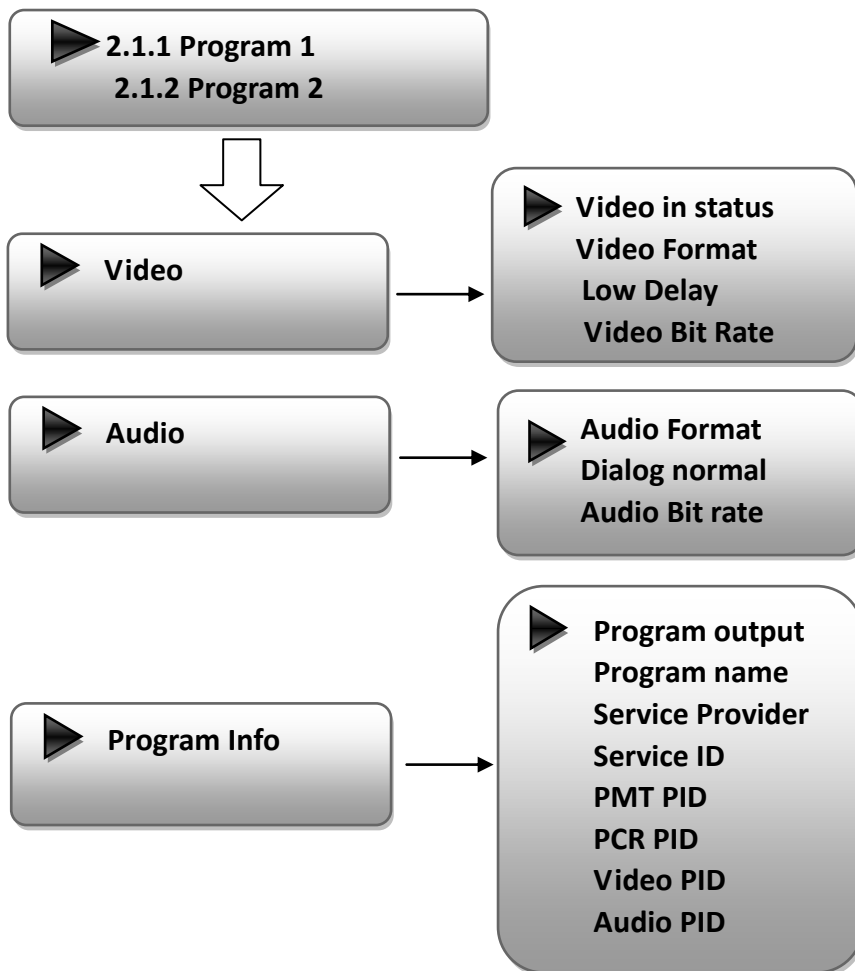 2.1.1 Program 1
2.1.2 Program 2
Video
Video in status
Video Format
Low Delay
Video Bit Rate
Audio
Audio Format
Dialog normal
Audio Bit rate
Program Info
Program output
Program name
Service Provider
Service ID
PMT PID
PCR PID
Video PID
Audio PID